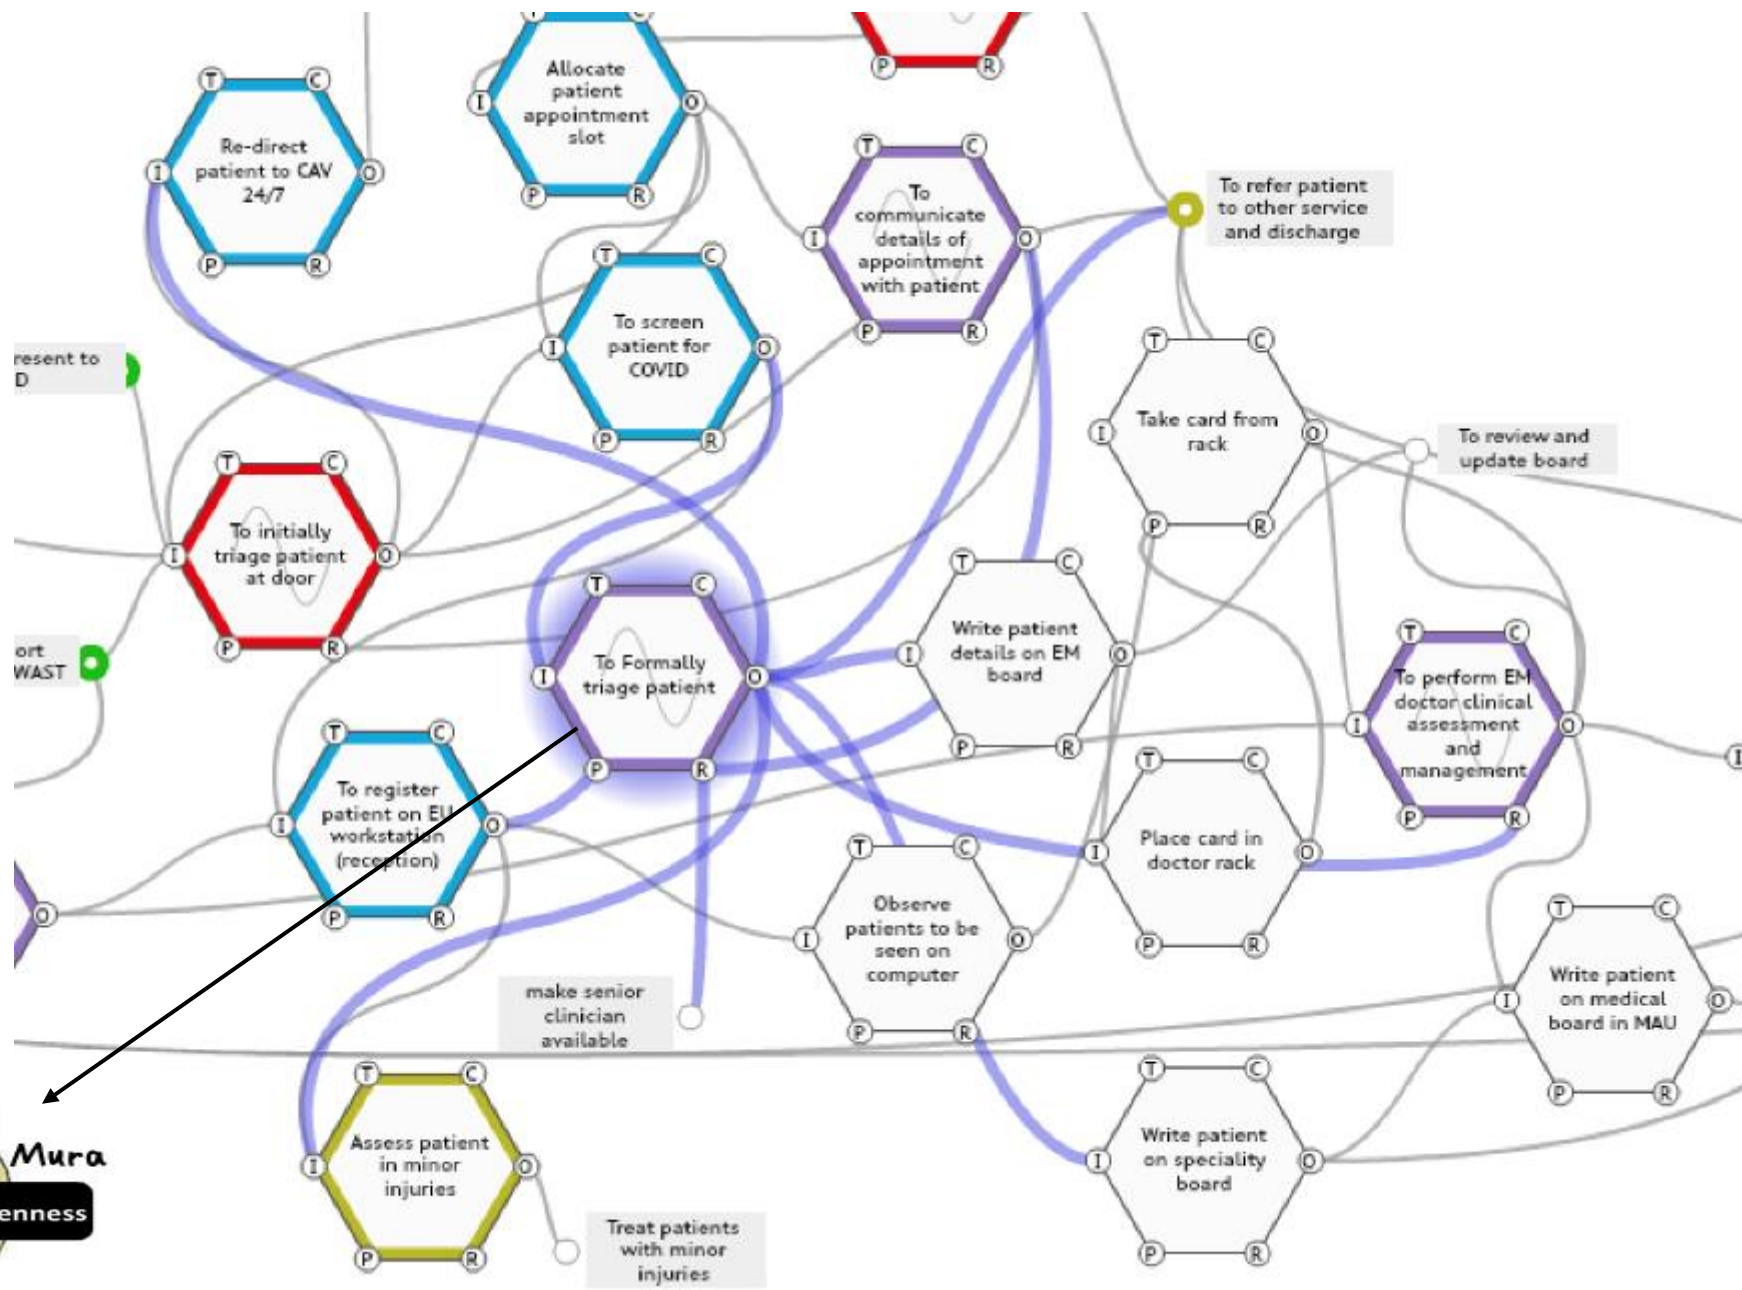 T C
Allocate
patient
appointment
slot
I O
P R
P R
T C
Re-direct
patient to CAV
24/7
I O
P R
T C
To
communicate
details of
appointment
with patient
I O
P R
To refer patient
to other service
and discharge
T C
To screen
patient for
COVID
I O
P R
resent to
D
T C
Take card from
rack
I O
P R
To review and
update board
T C
To initially
triage patient
at door
I O
P R
ort
WAST
T C
To Formally
triage patient
I O
P R
T C
Write patient
details on EM
board
I O
P R
T C
To perform EM
doctor clinical
assessment
and
management
I O
P R
I
T C
To register
patient on EU
workstation
(reception)
I O
P R
O
T C
Place card in
doctor rack
I O
P R
T C
Observe
patients to be
seen on
computer
I O
P R
make senior
clinician
available
T C
Write patient
on medical
board in MAU
I O
P R
T C
Assess patient
in minor
injuries
I O
P R
T C
Write patient
on speciality
board
I O
P R
Treat patients
with minor
injuries
Mura
enness